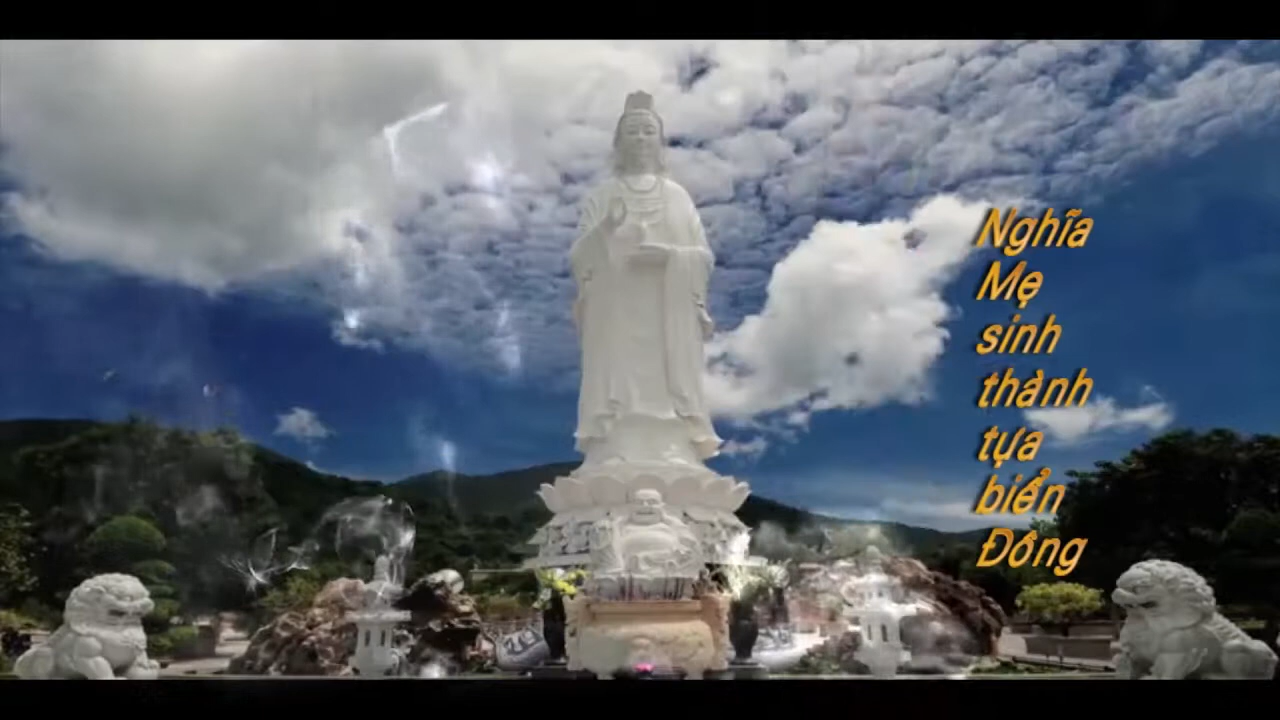 Nghĩa
Mẹ
sinh
thành
tựa
biển
Đông